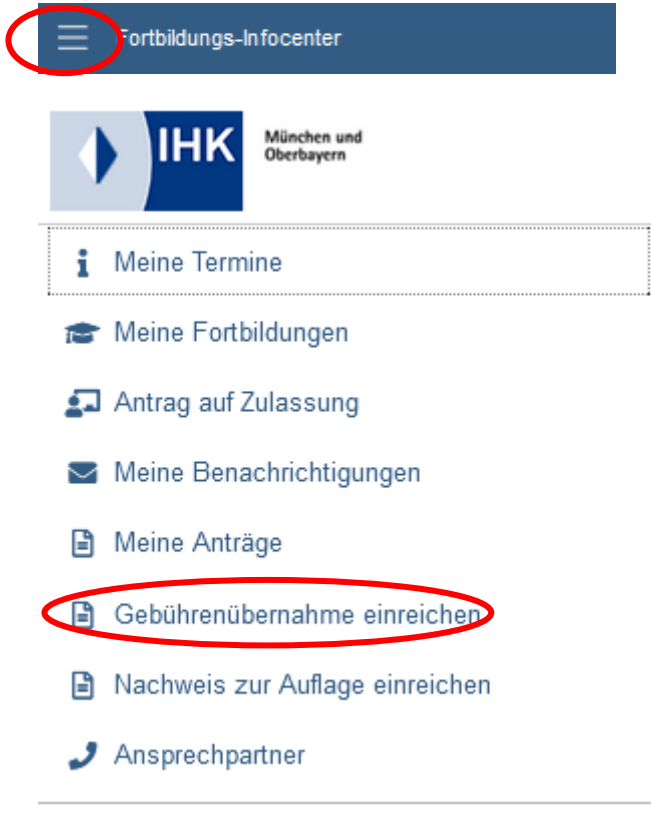 Fortbildungs-Infocenter
IHK
München und
Oberbayern
Meine Termine
Meine Fortbildungen
Antrag auf Zulassung
Meine Benachrichtigungen
Meine Anträge
Gebührenübernahme einreichen
Nachweis zur Auflage einreichen
Ansprechpartner